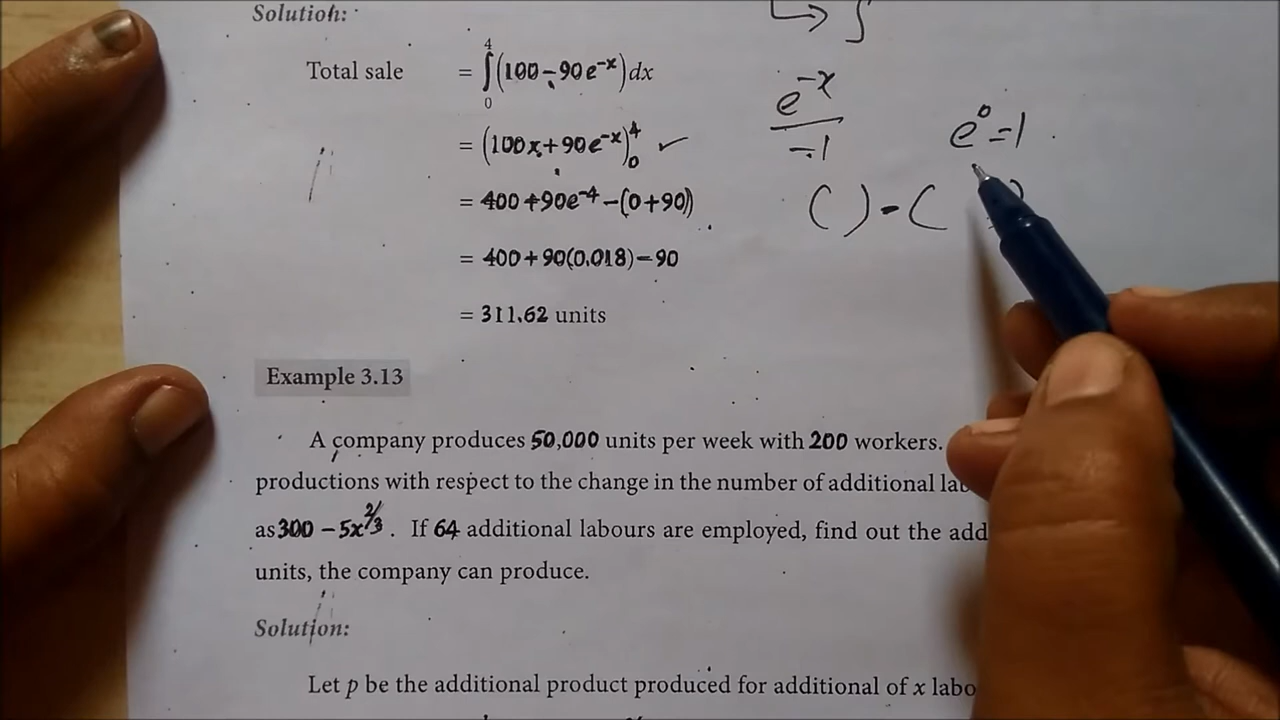 Solution:
→ ∫
Total sale = ∫₀⁴ (100 – 90e⁻ˣ) dx
e⁻ˣ / –1
e⁰ = 1
= (100x + 90e⁻ˣ)₀⁴ ✓
= 400 + 90e⁻⁴ – (0 + 90))
( ) - ( )
= 400 + 90(0.018) – 90
= 311.62 units
Example 3.13
A company produces 50,000 units per week with 200 workers.
productions with respect to the change in the number of additional
as 300 – 5x^2/3 . If 64 additional labours are employed, find out the
units, the company can produce.
Solution:
Let p be the additional product produced for additional of x